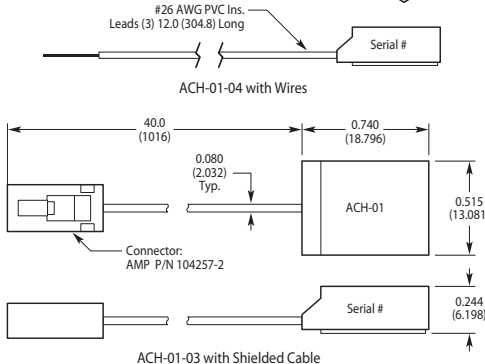 #26 AWG PVC Ins.
Leads (3) 12.0 (304.8) Long
Serial #
ACH-01-04 with Wires
40.0
(1016)
0.740
(18.796)
0.080
(2.032)
Typ.
ACH-01
0.515
(13.081
Connector:
AMP P/N 104257-2
Serial #
0.244
(6.198)
ACH-01-03 with Shielded Cable